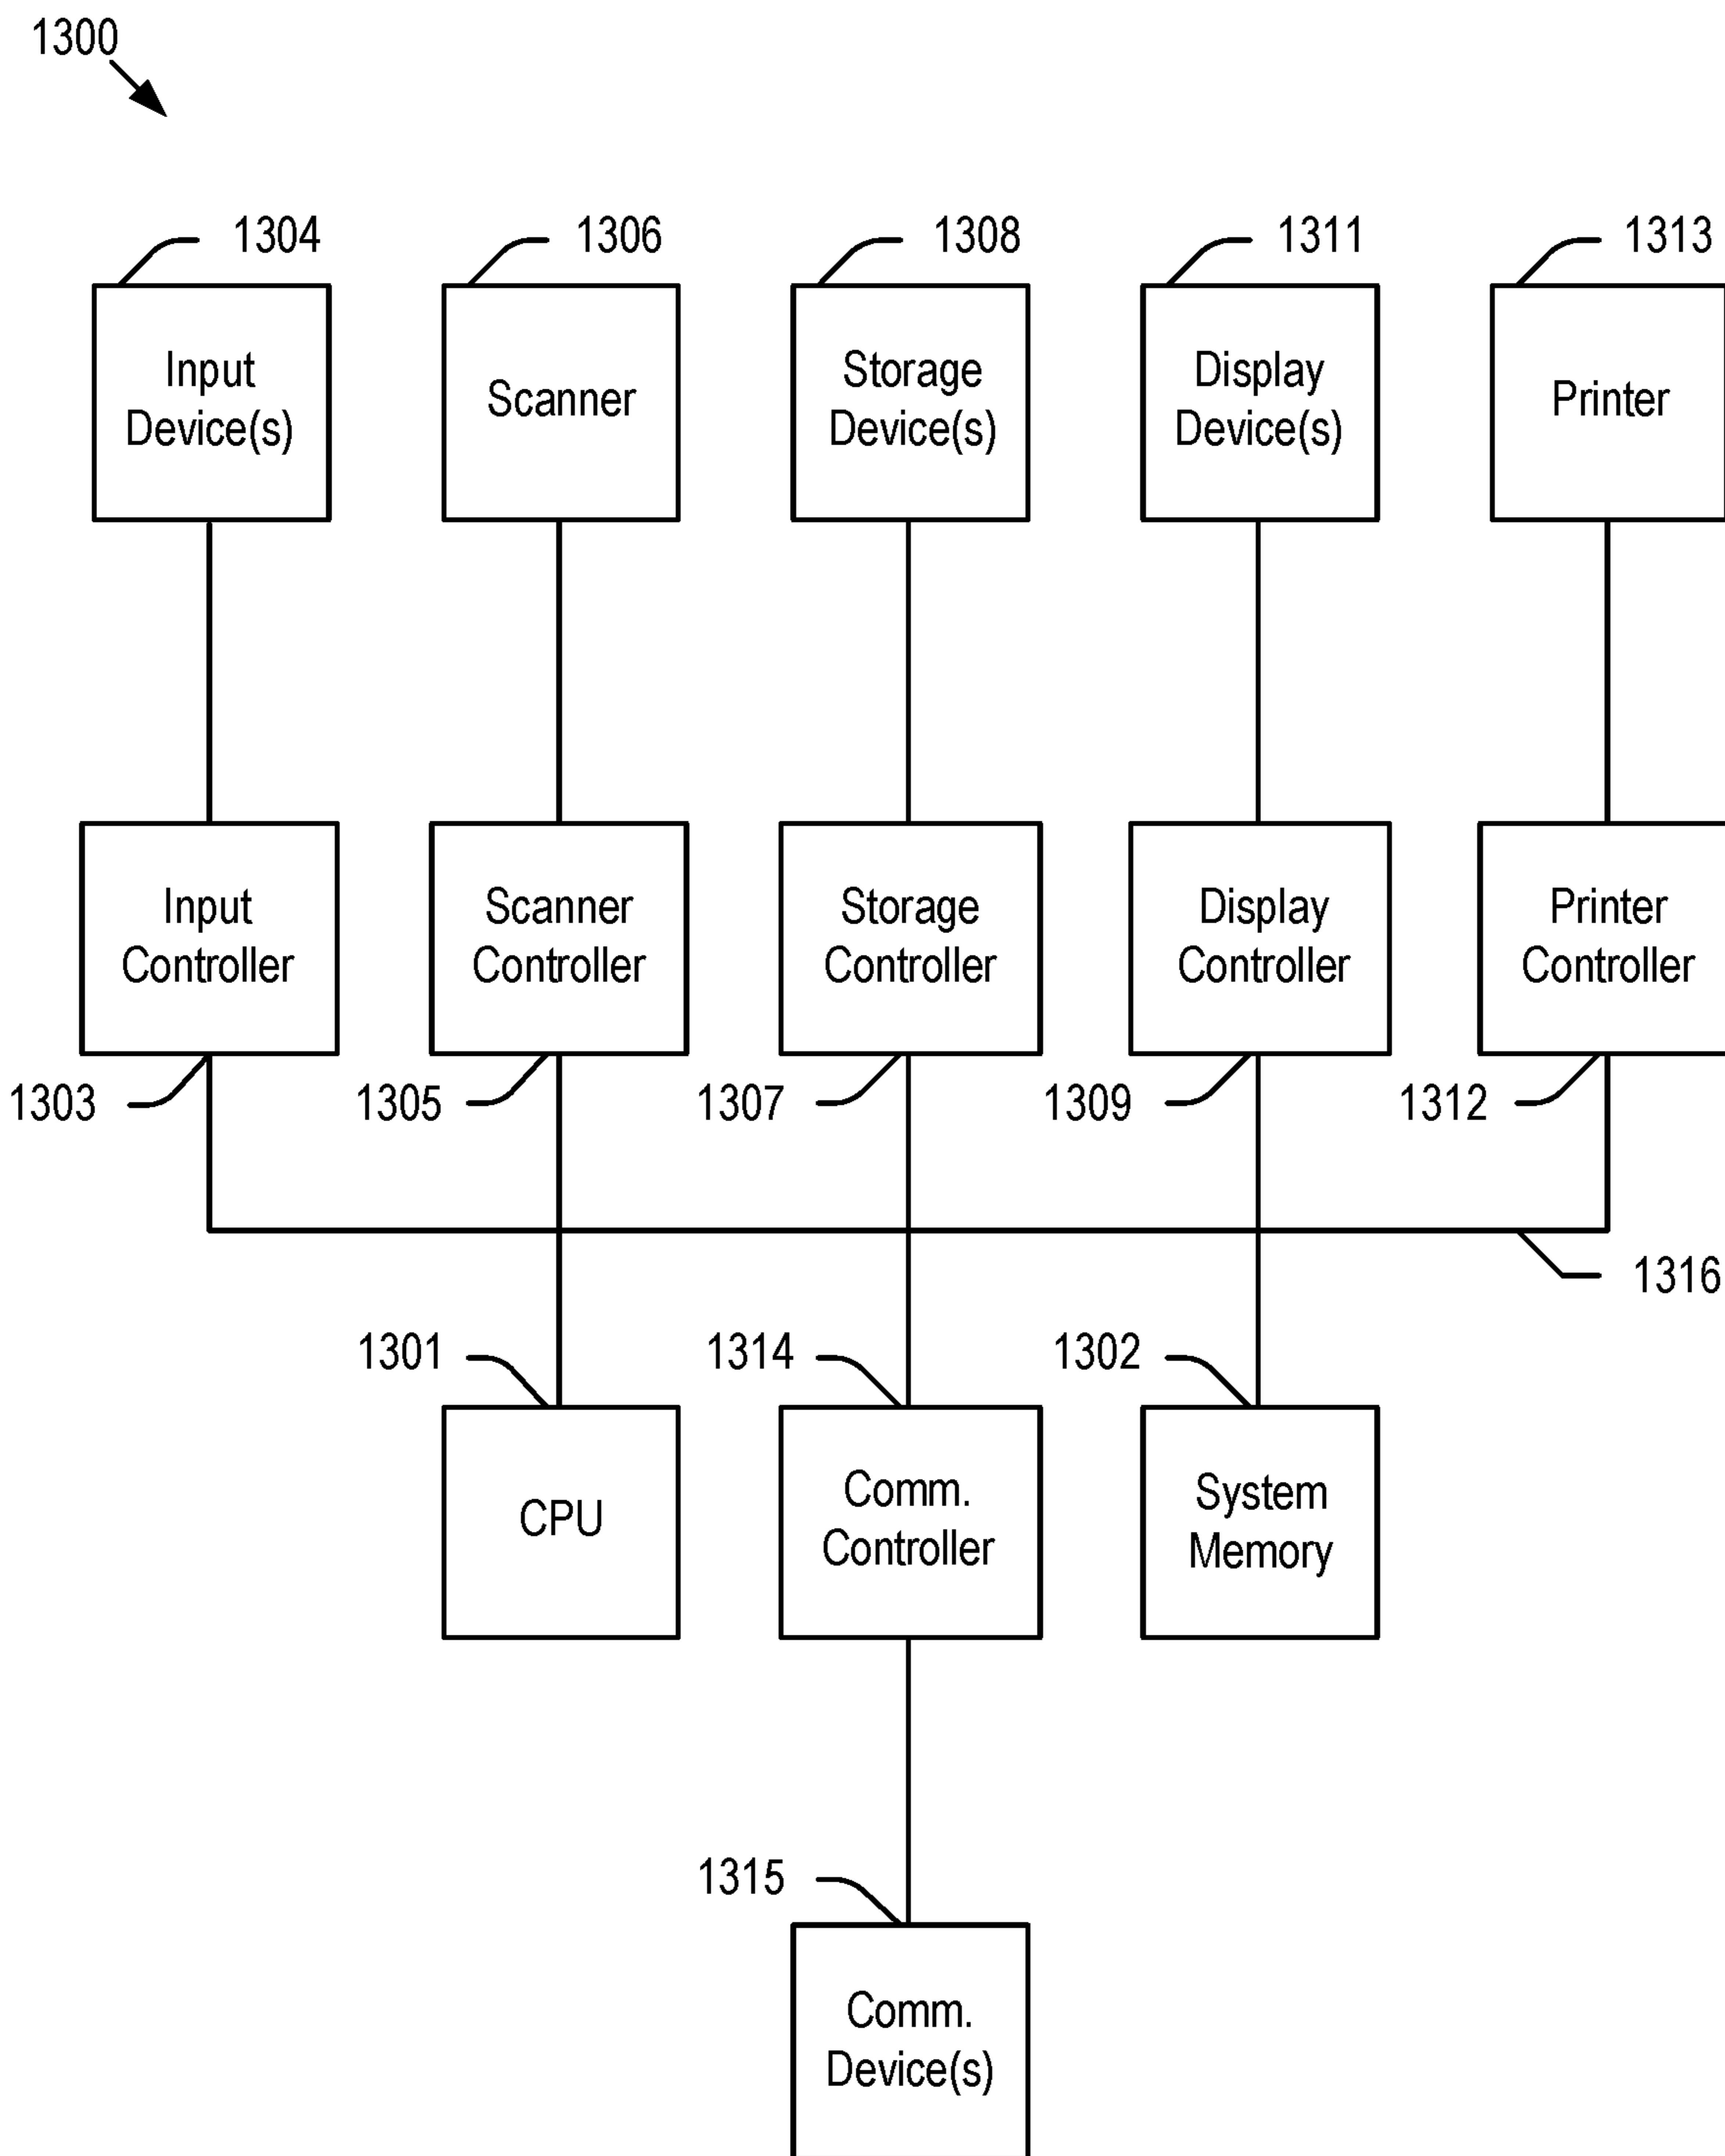 1300
1304
1306
1308
1311
1313
Input
Device(s)
Scanner
Storage
Device(s)
Display
Device(s)
Printer
Input
Controller
Scanner
Controller
Storage
Controller
Display
Controller
Printer
Controller
1303
1305
1307
1309
1312
1316
1301
1314
1302
CPU
Comm.
Controller
System
Memory
1315
Comm.
Device(s)